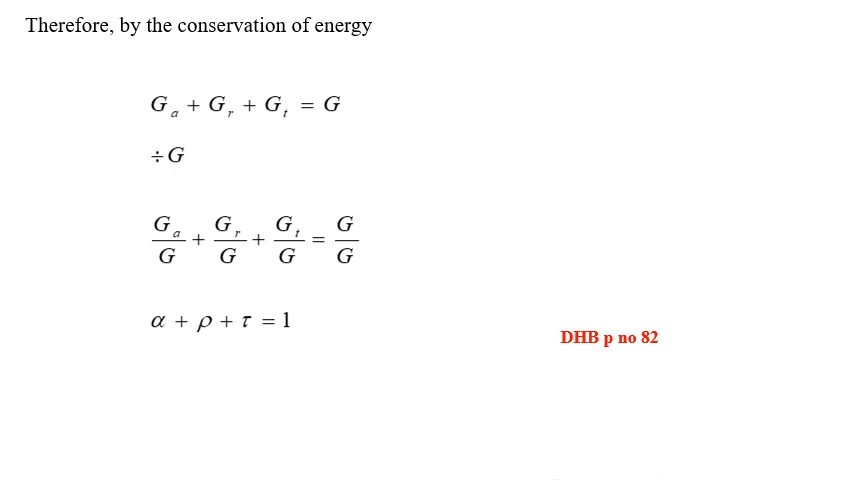 Therefore, by the conservation of energy
G_a + G_r + G_t = G
÷ G
G_a/G + G_r/G + G_t/G = G/G
α + ρ + τ = 1
DHB p no 82